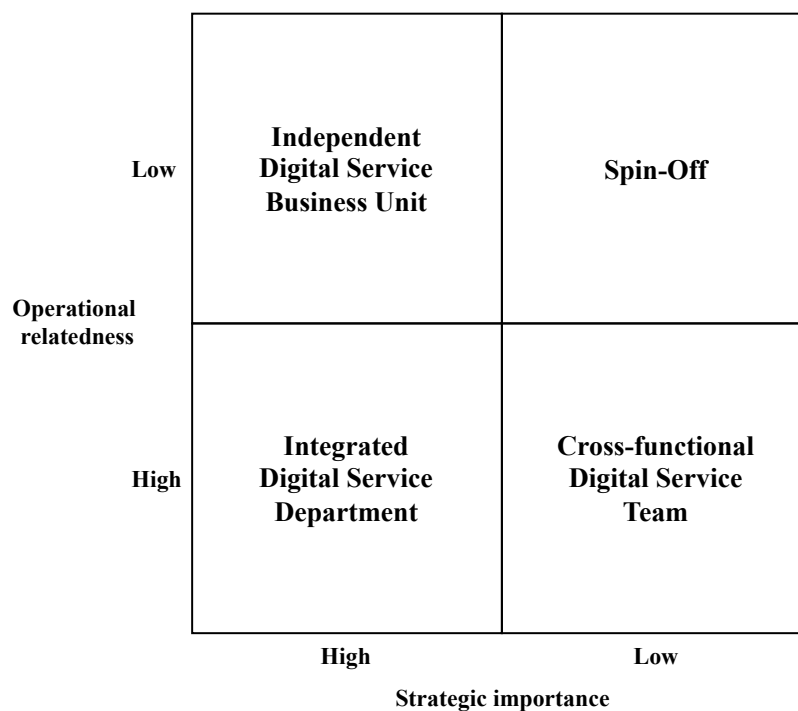 Independent
Digital Service
Business Unit
Spin-Off
Low
Operational
relatedness
Integrated
Digital Service
Department
Cross-functional
Digital Service
Team
High
High
Low
Strategic importance